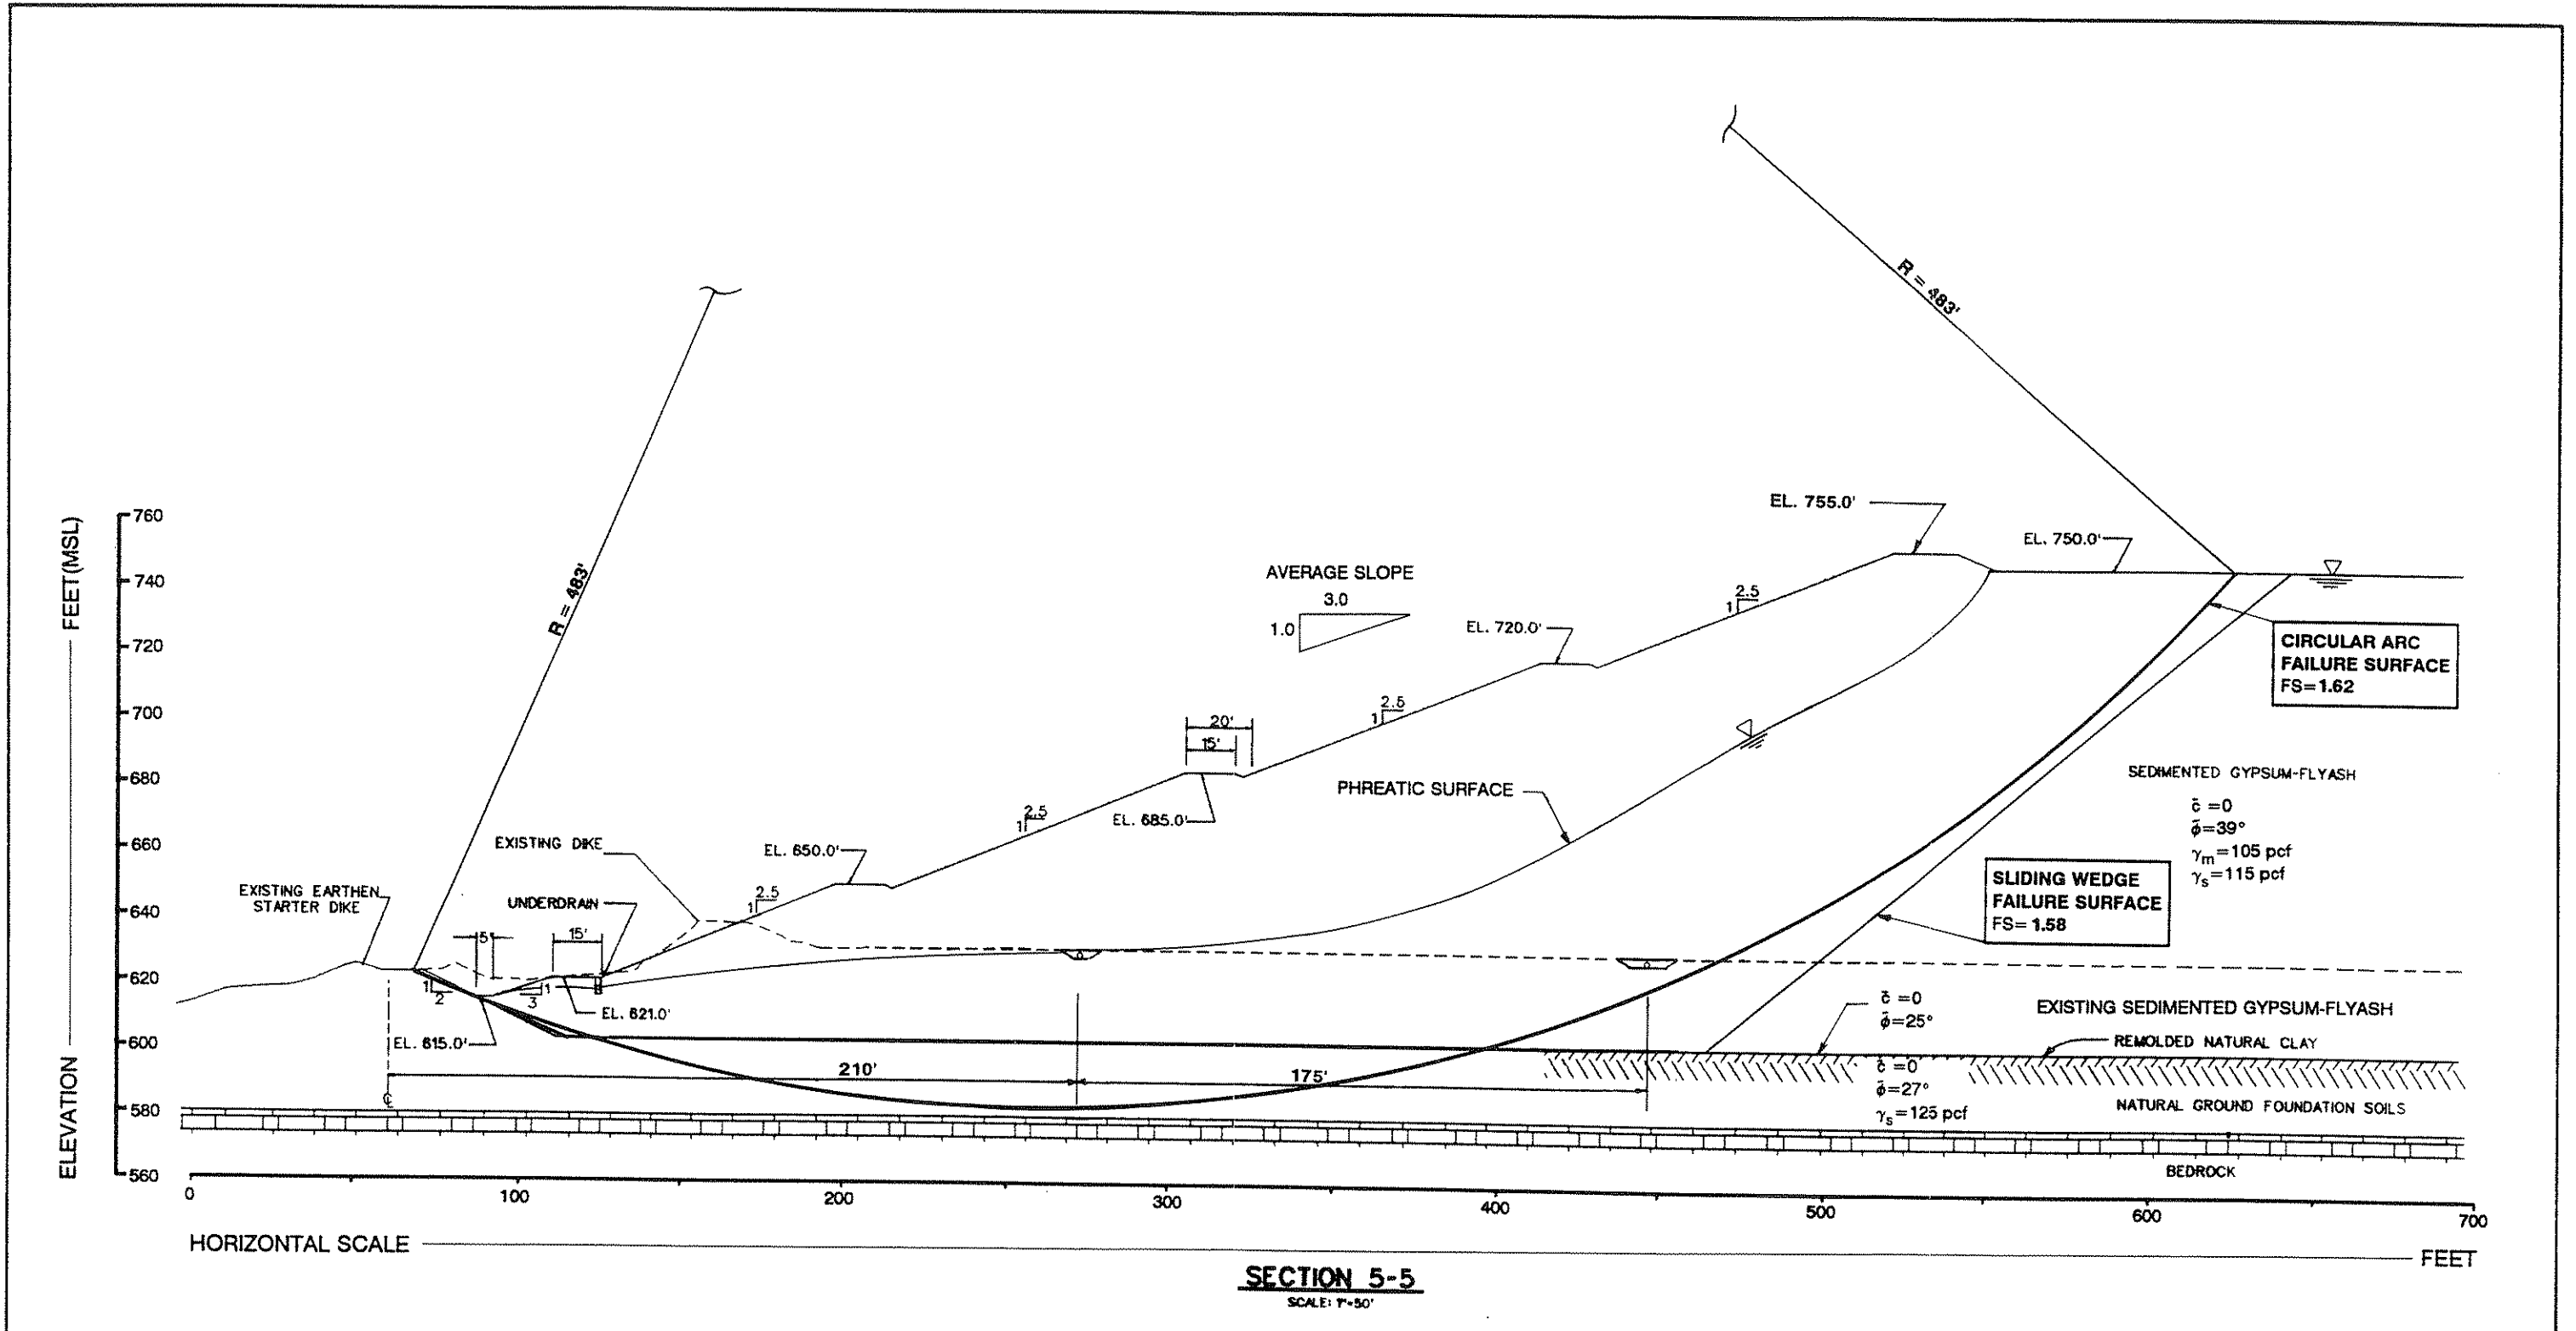 R = 483'
R = 483'
EL. 755.0'
EL. 750.0'
AVERAGE SLOPE
3.0
1.0
2.5
1
EL. 720.0'
CIRCULAR ARC
FAILURE SURFACE
FS=1.62
2.5
1
20'
15'
PHREATIC SURFACE
SEDIMENTED GYPSUM-FLYASH
c̄ =0
φ̄=39°
γm=105 pcf
γs=115 pcf
EL. 685.0'
2.5
1
EXISTING DIKE
EL. 650.0'
SLIDING WEDGE
FAILURE SURFACE
FS= 1.58
EXISTING EARTHEN
STARTER DIKE
UNDERDRAIN
2.5
1
5'
15'
1
2
3
1
EL. 621.0'
EL. 615.0'
c̄ =0
φ̄=25°
EXISTING SEDIMENTED GYPSUM-FLYASH
REMOLDED NATURAL CLAY
210'
175'
c̄ =0
φ̄=27°
γs=125 pcf
NATURAL GROUND FOUNDATION SOILS
BEDROCK
℄
ELEVATION
FEET(MSL)
760
740
720
700
680
660
640
620
600
580
560
0
100
200
300
400
500
600
700
HORIZONTAL SCALE
FEET
SECTION 5-5
SCALE: 1"=50'